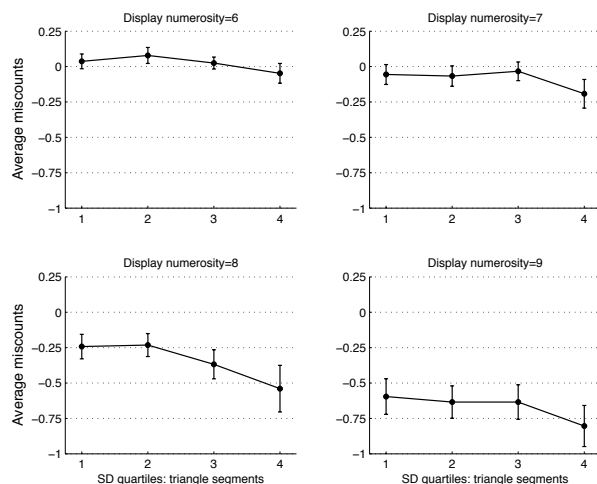 Display numerosity=6
0.25
0
−0.25
−0.5
−0.75
−1
1 2 3 4
Average miscounts
Display numerosity=7
0.25
0
−0.25
−0.5
−0.75
−1
1 2 3 4
Display numerosity=8
0.25
0
−0.25
−0.5
−0.75
−1
1 2 3 4
Average miscounts
SD quartiles: triangle segments
Display numerosity=9
0.25
0
−0.25
−0.5
−0.75
−1
1 2 3 4
SD quartiles: triangle segments